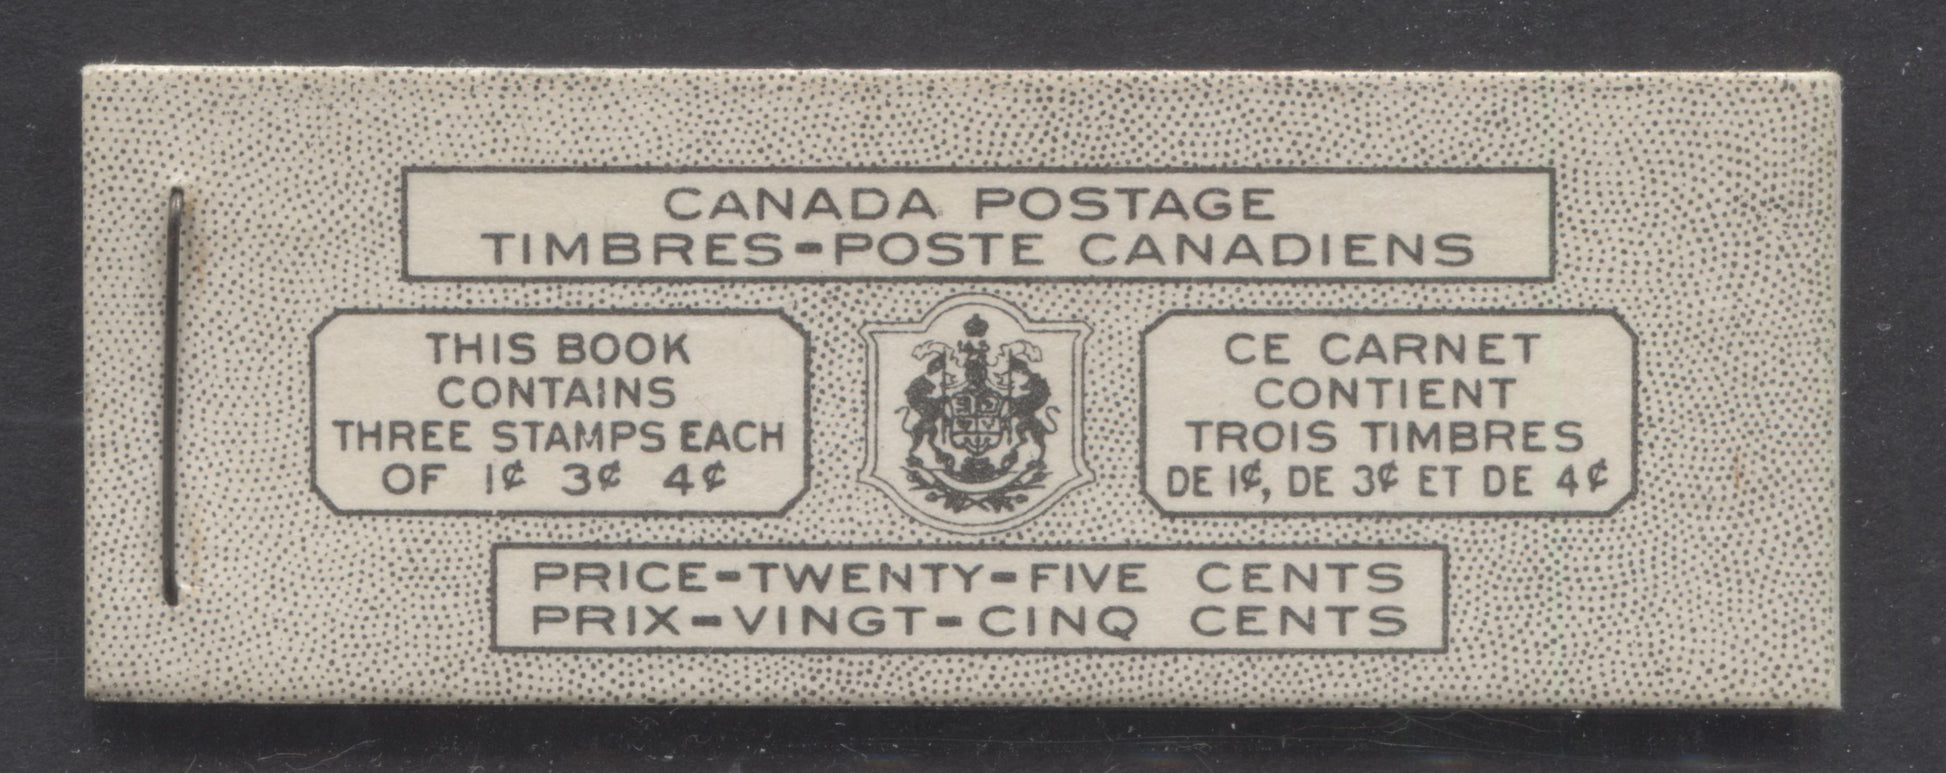 CANADA POSTAGE
TIMBRES-POSTE CANADIENS
THIS BOOK
CONTAINS
THREE STAMPS EACH
OF 1¢ 3¢ 4¢
CE CARNET
CONTIENT
TROIS TIMBRES
DE 1¢, DE 3¢ ET DE 4¢
PRICE-TWENTY-FIVE CENTS
PRIX-VINGT-CINQ CENTS